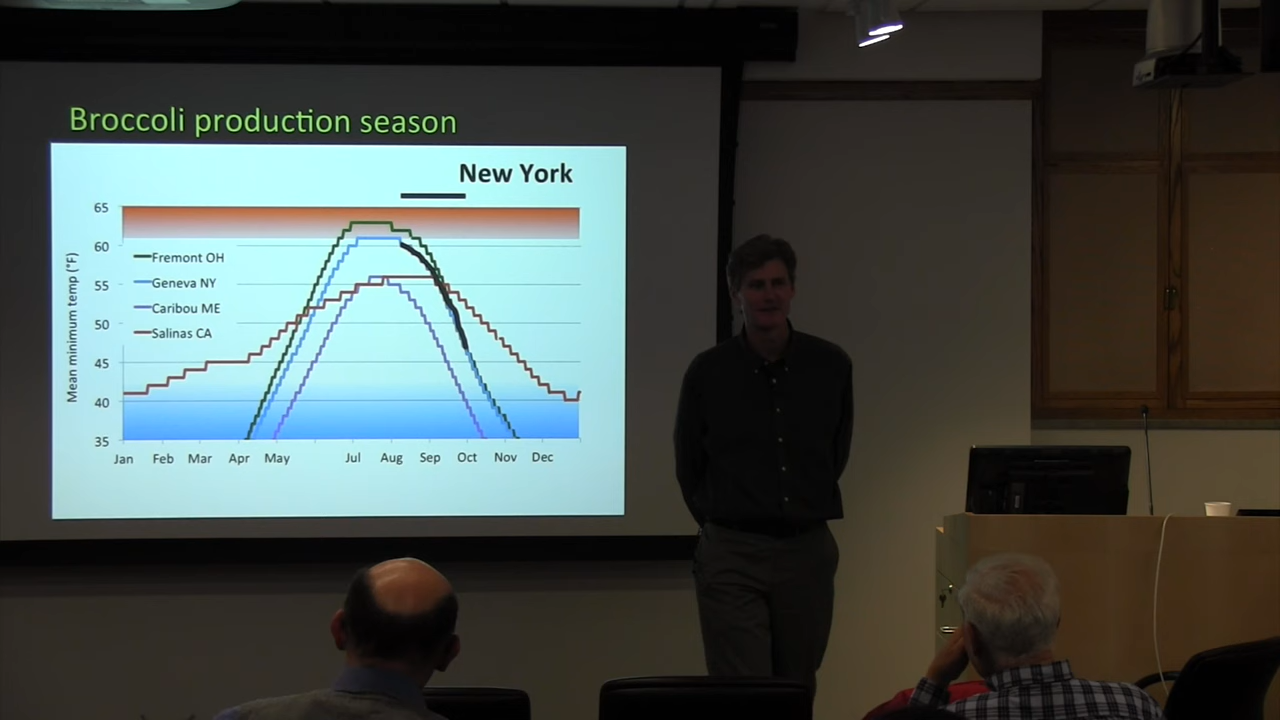 Broccoli production season
New York
Mean minimum temp (°F)
65
60
55
50
45
40
35
Fremont OH
Geneva NY
Caribou ME
Salinas CA
Jan Feb Mar Apr May Jul Aug Sep Oct Nov Dec